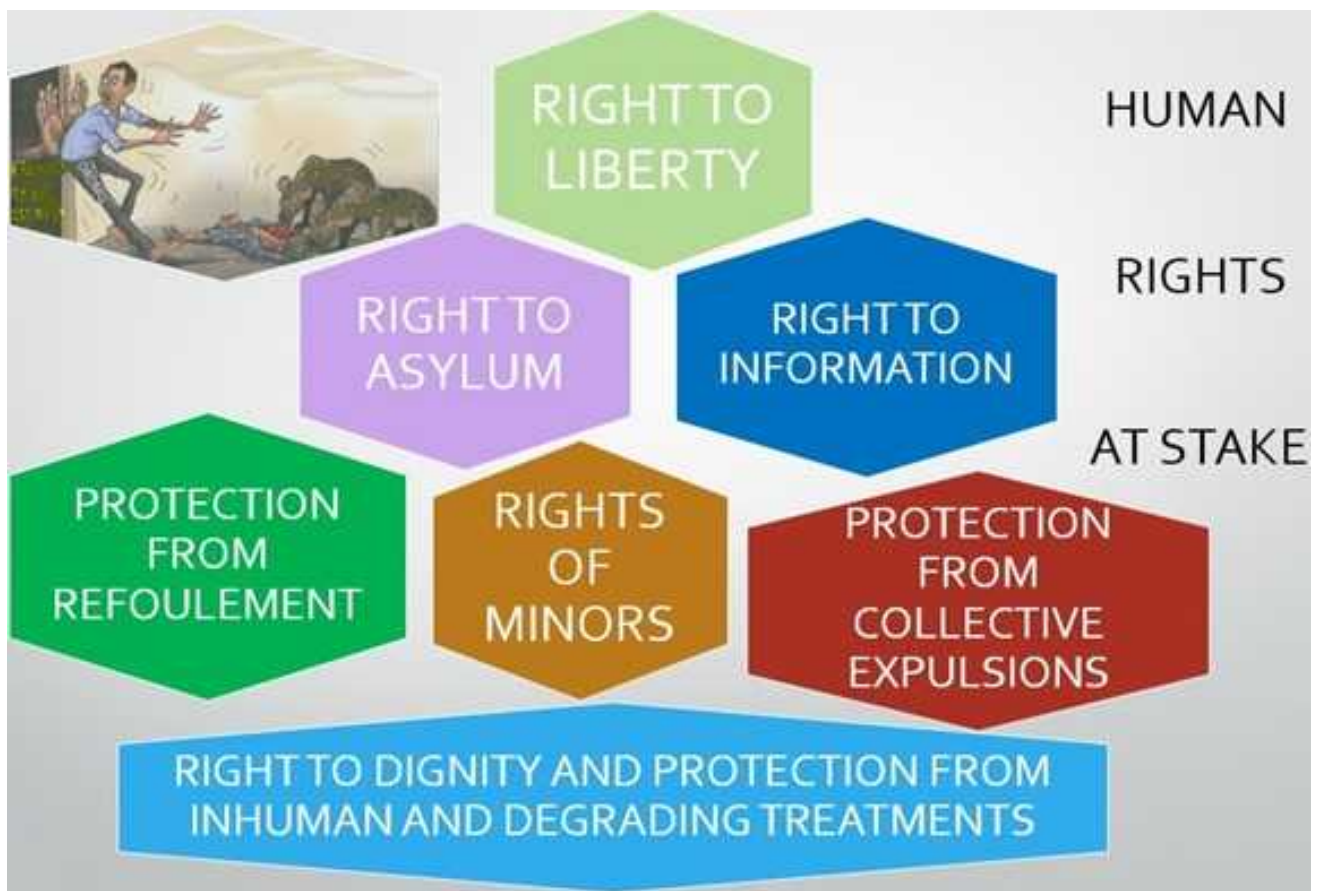 HUMAN
RIGHTS
AT STAKE
RIGHT TO
LIBERTY
RIGHT TO
ASYLUM
RIGHT TO
INFORMATION
PROTECTION
FROM
REFOULEMENT
RIGHTS
OF
MINORS
PROTECTION
FROM
COLLECTIVE
EXPULSIONS
RIGHT TO DIGNITY AND PROTECTION FROM
INHUMAN AND DEGRADING TREATMENTS